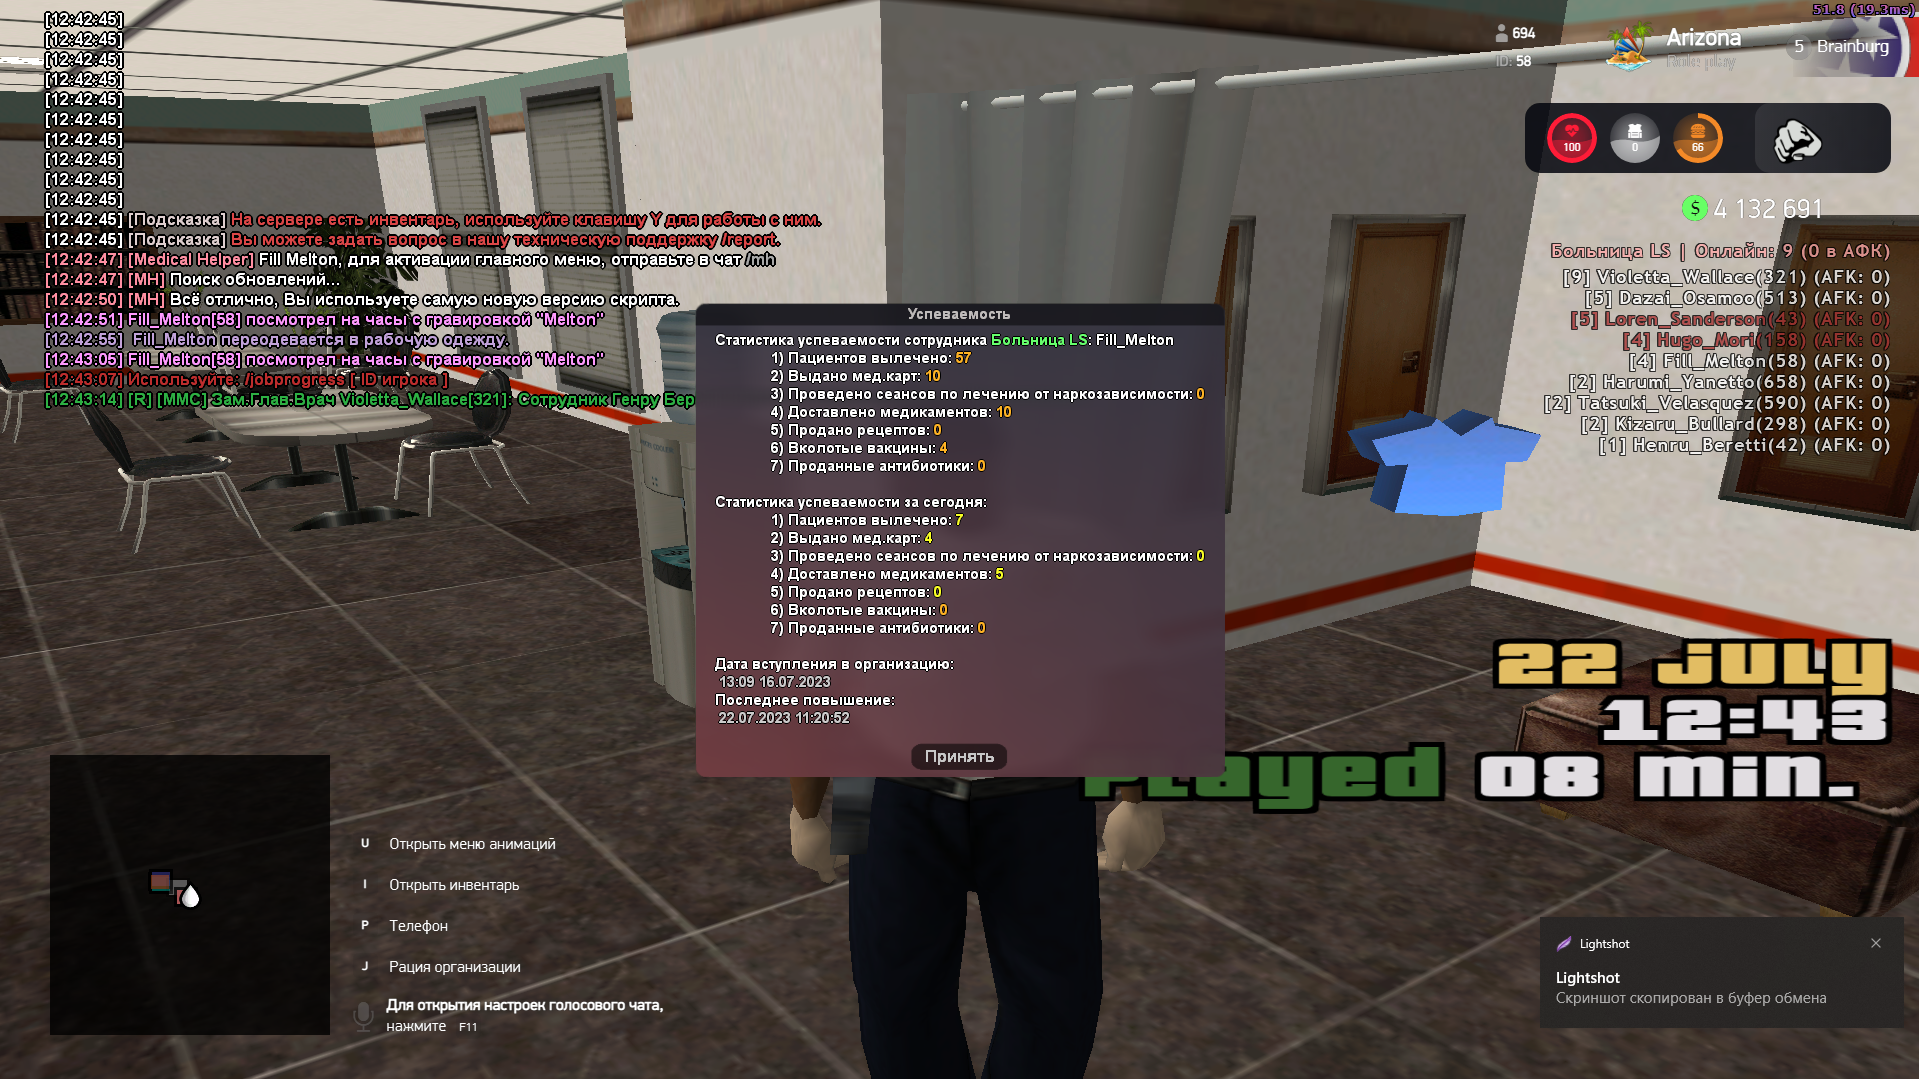 51.8 (19.3ms)
[12:42:45]
[12:42:45]
[12:42:45]
[12:42:45]
[12:42:45]
[12:42:45]
[12:42:45]
[12:42:45]
[12:42:45]
[12:42:45]
[12:42:45] [Подсказка] На сервере есть инвентарь, используйте клавишу Y для работы с ним.
[12:42:45] [Подсказка] Вы можете задать вопрос в нашу техническую поддержку /report.
[12:42:47] [Medical Helper] Fill Melton, для активации главного меню, отправьте в чат /mh
[12:42:47] [MH] Поиск обновлений...
[12:42:50] [MH] Всё отлично, Вы используете самую новую версию скрипта.
[12:42:51] Fill_Melton[58] посмотрел на часы с гравировкой "Melton"
[12:42:55] Fill_Melton переодевается в рабочую одежду.
[12:43:05] Fill_Melton[58] посмотрел на часы с гравировкой "Melton"
[12:43:07] Используйте: /jobprogress [ ID игрока ]
[12:43:14] [R] [ММС] Зам.Глав.Врач Violetta_Wallace[321]: Сотрудник Генру Бер
694
ID: 58
Arizona
Role play
5 Brainburg
100
0
66
$ 4 132 691
Больница LS | Онлайн: 9 (0 в АФК)
[9] Violetta_Wallace(321) (AFK: 0)
[5] Dazai_Osamoo(513) (AFK: 0)
[5] Loren_Sanderson(43) (AFK: 0)
[4] Hugo_Mori(158) (AFK: 0)
[4] Fill_Melton(58) (AFK: 0)
[2] Harumi_Yanetto(658) (AFK: 0)
[2] Tatsuki_Velasquez(590) (AFK: 0)
[2] Kizaru_Bullard(298) (AFK: 0)
[1] Henru_Beretti(42) (AFK: 0)
Успеваемость
Статистика успеваемости сотрудника Больница LS: Fill_Melton
1) Пациентов вылечено: 57
2) Выдано мед.карт: 10
3) Проведено сеансов по лечению от наркозависимости: 0
4) Доставлено медикаментов: 10
5) Продано рецептов: 0
6) Вколотые вакцины: 4
7) Проданные антибиотики: 0
Статистика успеваемости за сегодня:
1) Пациентов вылечено: 7
2) Выдано мед.карт: 4
3) Проведено сеансов по лечению от наркозависимости: 0
4) Доставлено медикаментов: 5
5) Продано рецептов: 0
6) Вколотые вакцины: 0
7) Проданные антибиотики: 0
Дата вступления в организацию:
13:09 16.07.2023
Последнее повышение:
22.07.2023 11:20:52
Принять
22 July
12:43
Played 08 min.
U Открыть меню анимаций
I Открыть инвентарь
P Телефон
J Рация организации
Для открытия настроек голосового чата,
нажмите F11
Lightshot
Lightshot
Скриншот скопирован в буфер обмена